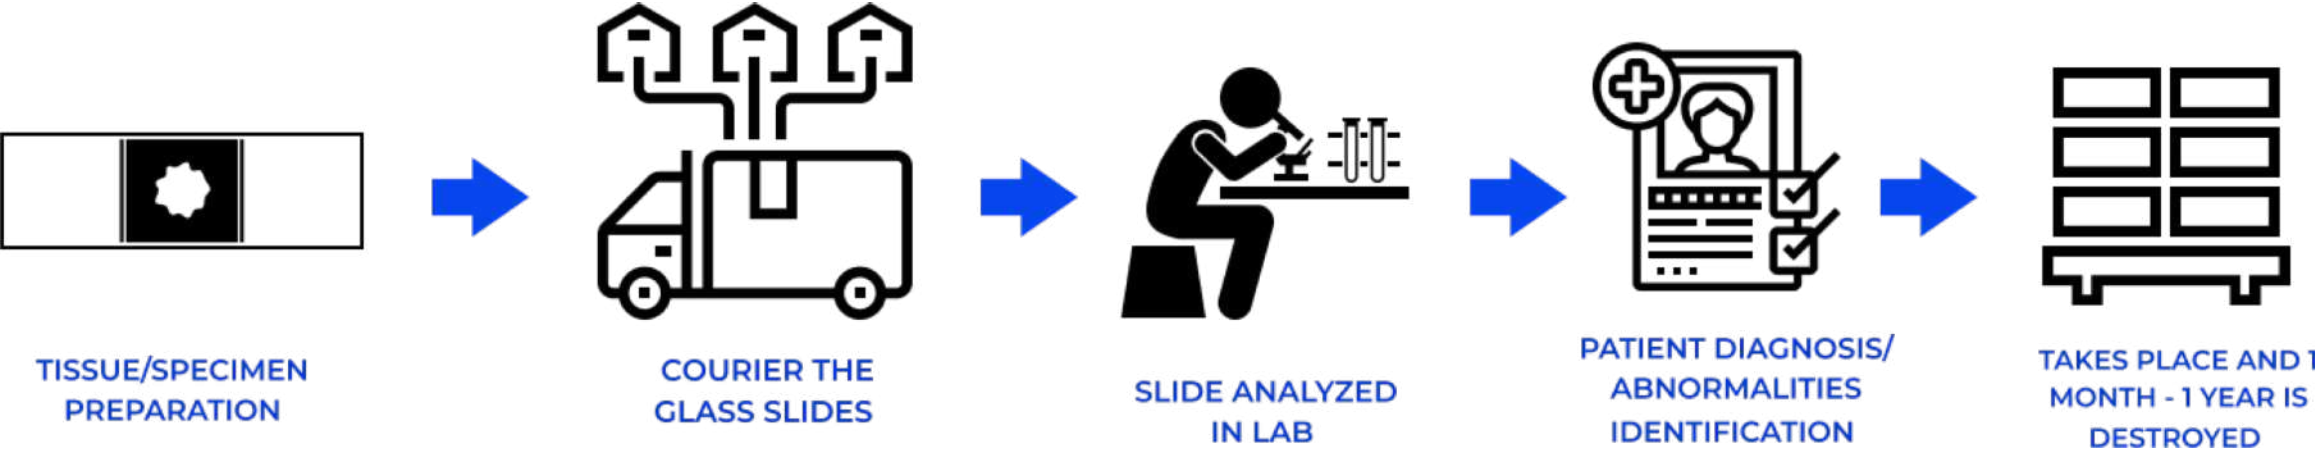 TISSUE/SPECIMEN
PREPARATION
COURIER THE
GLASS SLIDES
SLIDE ANALYZED
IN LAB
PATIENT DIAGNOSIS/
ABNORMALITIES
IDENTIFICATION
TAKES PLACE AND 1
MONTH - 1 YEAR IS
DESTROYED